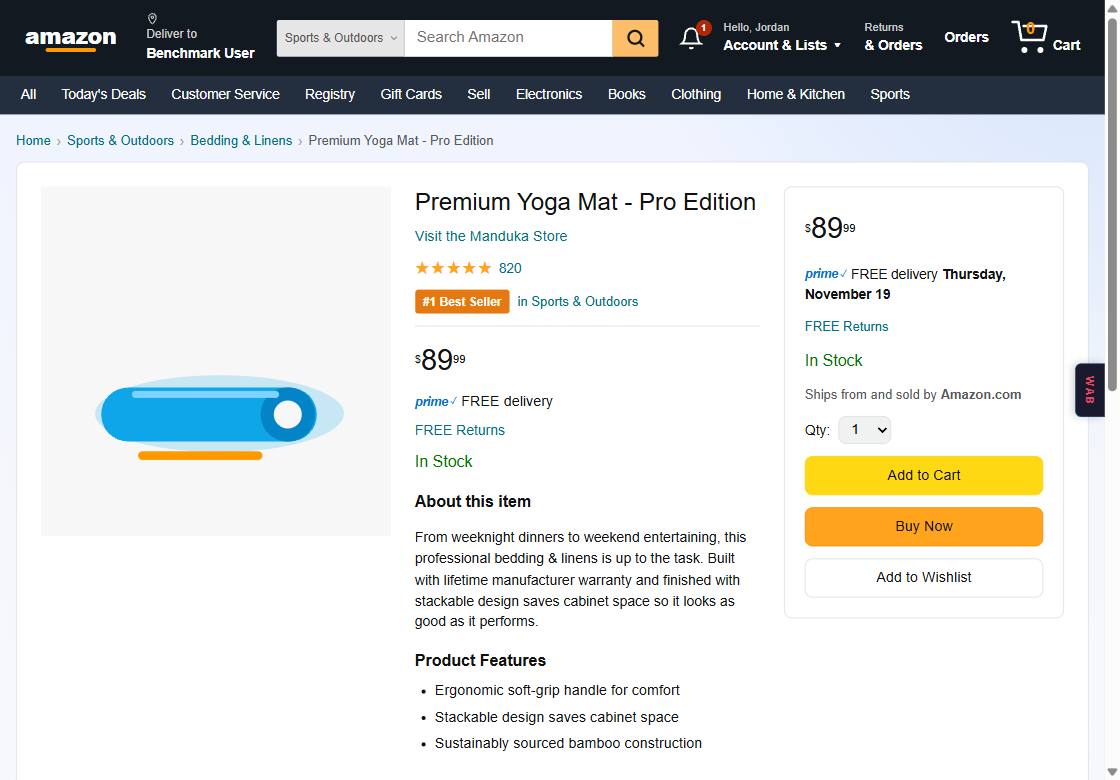 amazon
Deliver to
Benchmark User
Sports & Outdoors
Search Amazon
1
Hello, Jordan
Account & Lists
Returns
& Orders
Orders
0
Cart
All
Today's Deals
Customer Service
Registry
Gift Cards
Sell
Electronics
Books
Clothing
Home & Kitchen
Sports
Home › Sports & Outdoors › Bedding & Linens › Premium Yoga Mat - Pro Edition
Premium Yoga Mat - Pro Edition
Visit the Manduka Store
★★★★★ 820
#1 Best Seller in Sports & Outdoors
$8999
prime✓ FREE delivery
FREE Returns
In Stock
About this item
From weeknight dinners to weekend entertaining, this
professional bedding & linens is up to the task. Built
with lifetime manufacturer warranty and finished with
stackable design saves cabinet space so it looks as
good as it performs.
Product Features
• Ergonomic soft-grip handle for comfort
• Stackable design saves cabinet space
• Sustainably sourced bamboo construction
$8999
prime✓ FREE delivery Thursday,
November 19
FREE Returns
In Stock
Ships from and sold by Amazon.com
Qty: 1
Add to Cart
Buy Now
Add to Wishlist
WAB